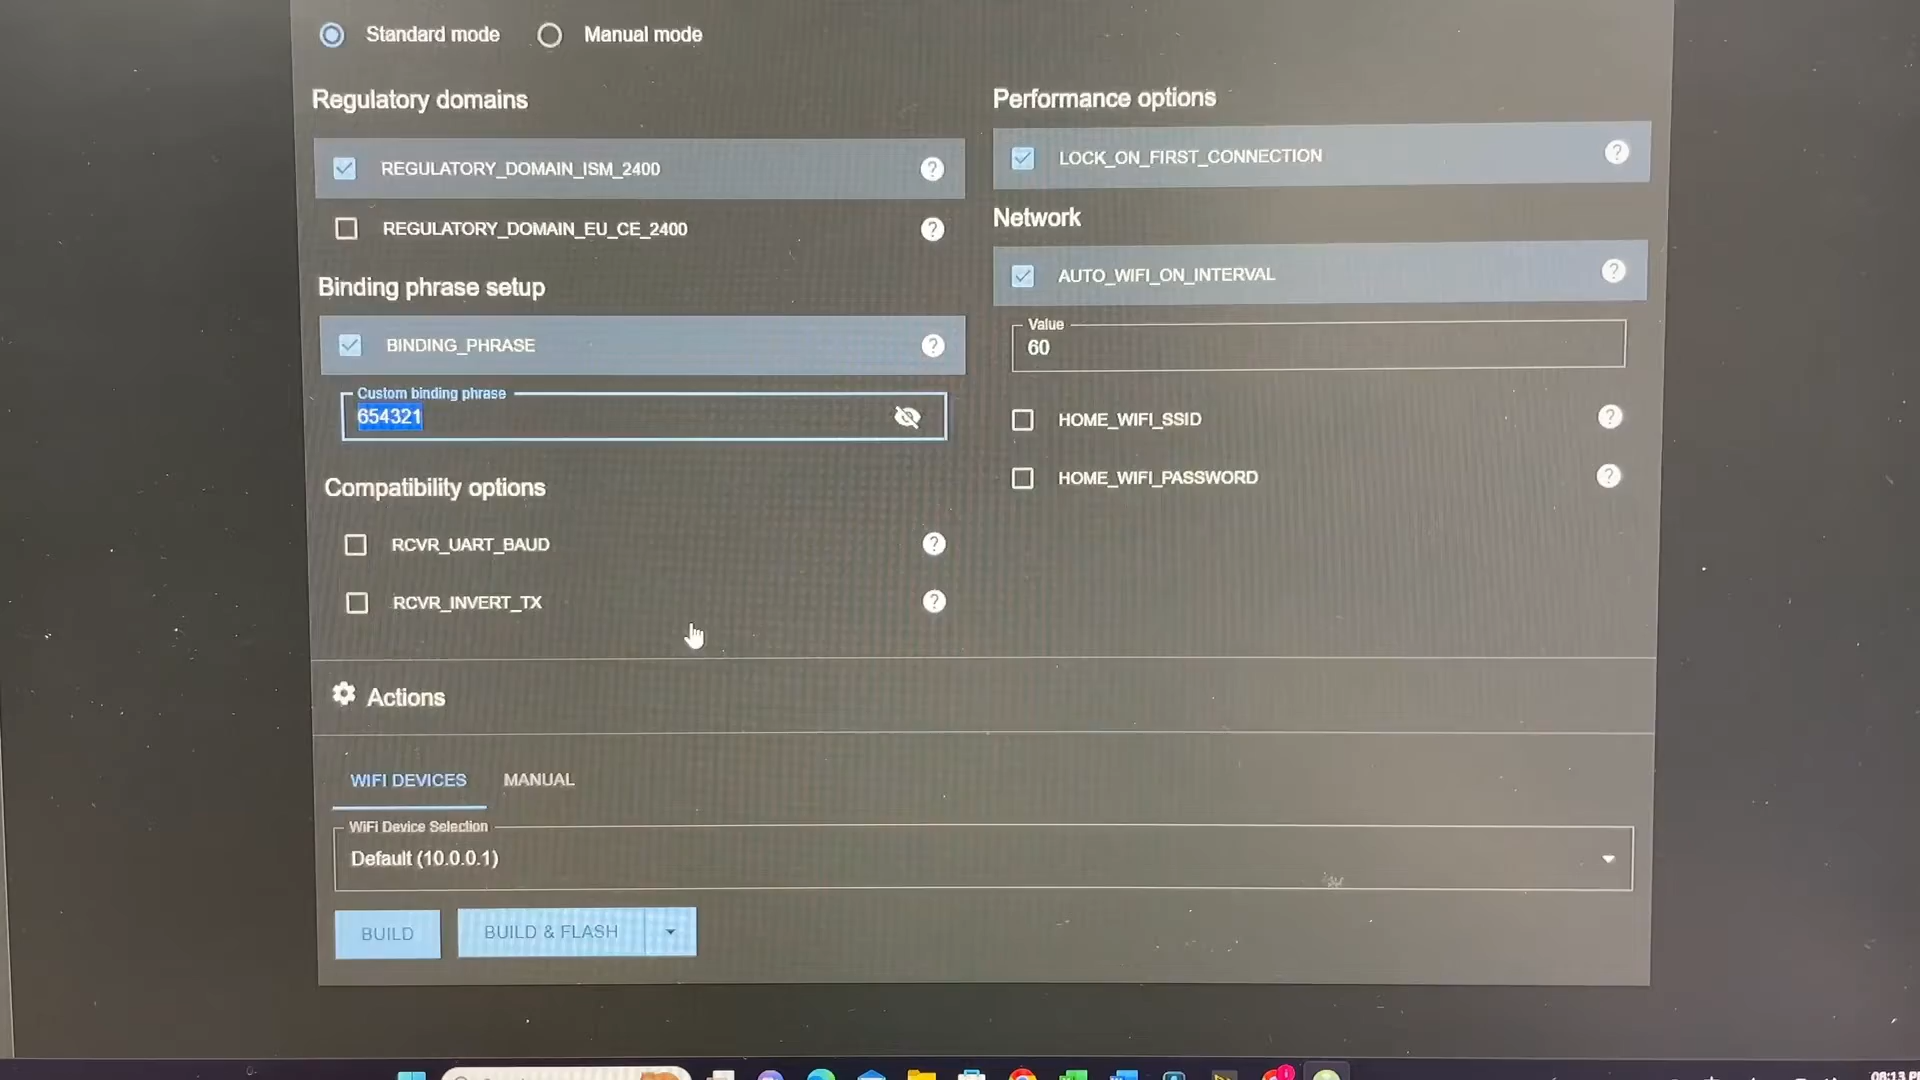 Standard mode
Manual mode
Regulatory domains
REGULATORY_DOMAIN_ISM_2400
REGULATORY_DOMAIN_EU_CE_2400
Binding phrase setup
BINDING_PHRASE
Custom binding phrase
654321
Compatibility options
RCVR_UART_BAUD
RCVR_INVERT_TX
Performance options
LOCK_ON_FIRST_CONNECTION
Network
AUTO_WIFI_ON_INTERVAL
Value
60
HOME_WIFI_SSID
HOME_WIFI_PASSWORD
Actions
WIFI DEVICES
MANUAL
WiFi Device Selection
Default (10.0.0.1)
BUILD
BUILD & FLASH